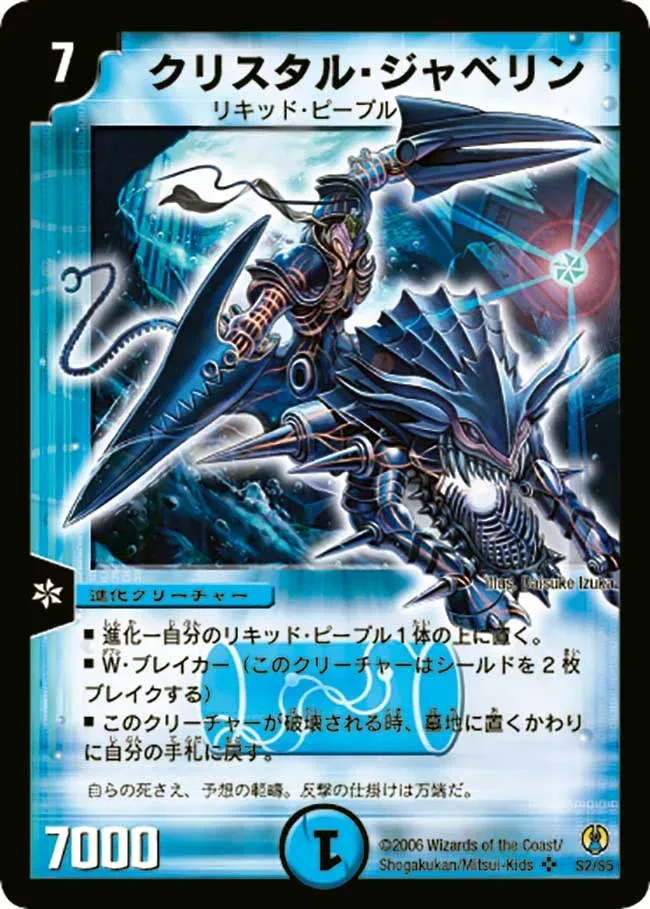 7
クリスタル・ジャベリン
リキッド・ピープル
Illus. Daisuke Izuka
進化クリーチャー
■ 進化－自分のリキッド・ピープル1体の上に置く。
■ W・ブレイカー（このクリーチャーはシールドを2枚
ブレイクする）
■ このクリーチャーが破壊される時、墓地に置くかわり
に自分の手札に戻す。
自らの死さえ、予想の範疇。反撃の仕掛けは万端だ。
7000
1
©2006 Wizards of the Coast/
Shogakukan/Mitsui-Kids
S2/S5